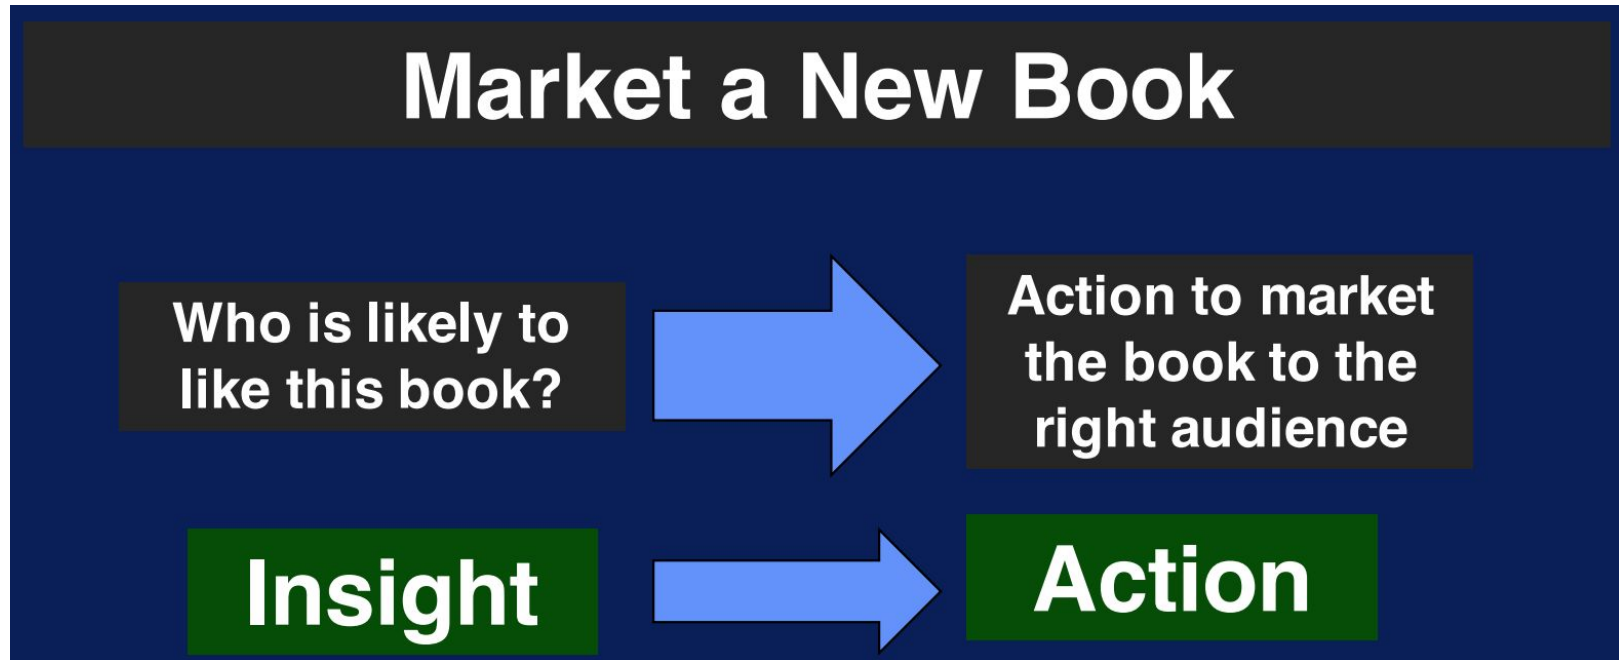 Market a New Book
Who is likely to
like this book?
Action to market
the book to the
right audience
Insight
Action